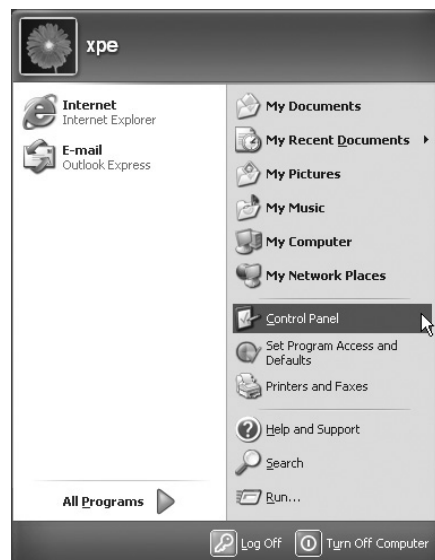 xpe
Internet
Internet Explorer
E-mail
Outlook Express
All Programs
My Documents
My Recent Documents
My Pictures
My Music
My Computer
My Network Places
Control Panel
Set Program Access and
Defaults
Printers and Faxes
Help and Support
Search
Run...
Log Off
Turn Off Computer